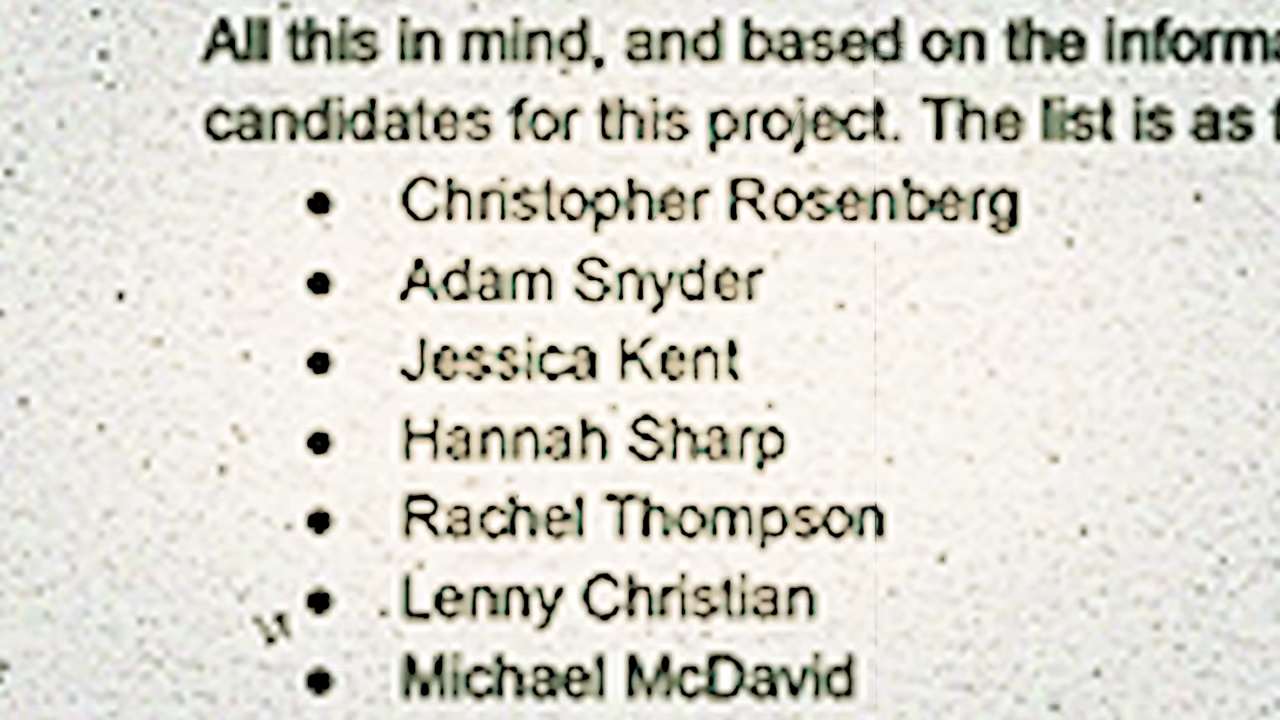 All this in mind, and based on the
candidates for this project. The list is as
• Christopher Rosenberg
• Adam Snyder
• Jessica Kent
• Hannah Sharp
• Rachel Thompson
• Lenny Christian
• Michael McDavid